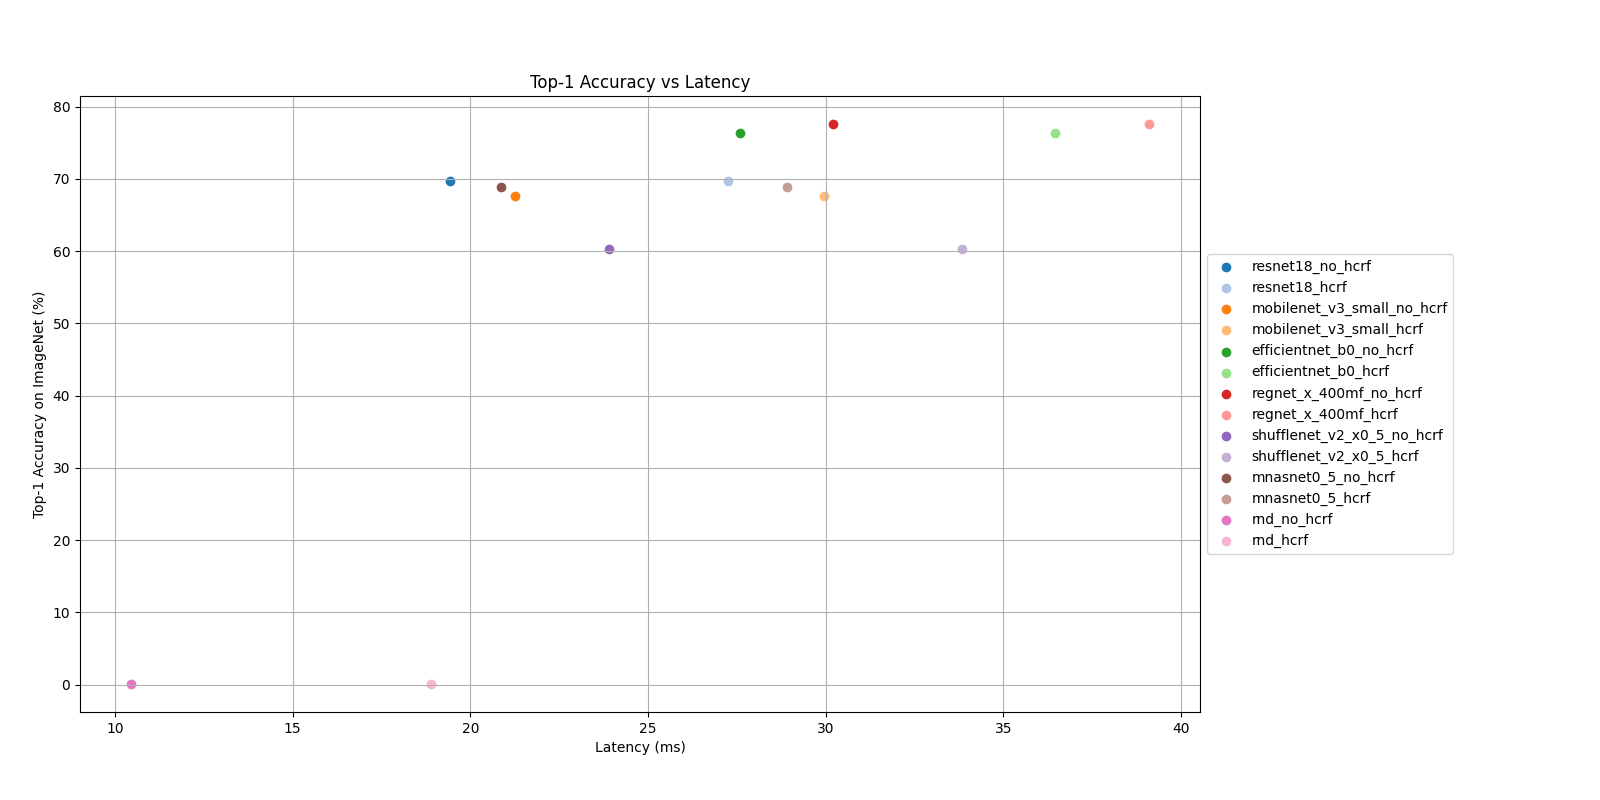 Top-1 Accuracy vs Latency
80
70
60
50
40
30
20
10
0
Top-1 Accuracy on ImageNet (%)
10 15 20 25 30 35 40
Latency (ms)
resnet18_no_hcrf
resnet18_hcrf
mobilenet_v3_small_no_hcrf
mobilenet_v3_small_hcrf
efficientnet_b0_no_hcrf
efficientnet_b0_hcrf
regnet_x_400mf_no_hcrf
regnet_x_400mf_hcrf
shufflenet_v2_x0_5_no_hcrf
shufflenet_v2_x0_5_hcrf
mnasnet0_5_no_hcrf
mnasnet0_5_hcrf
rnd_no_hcrf
rnd_hcrf